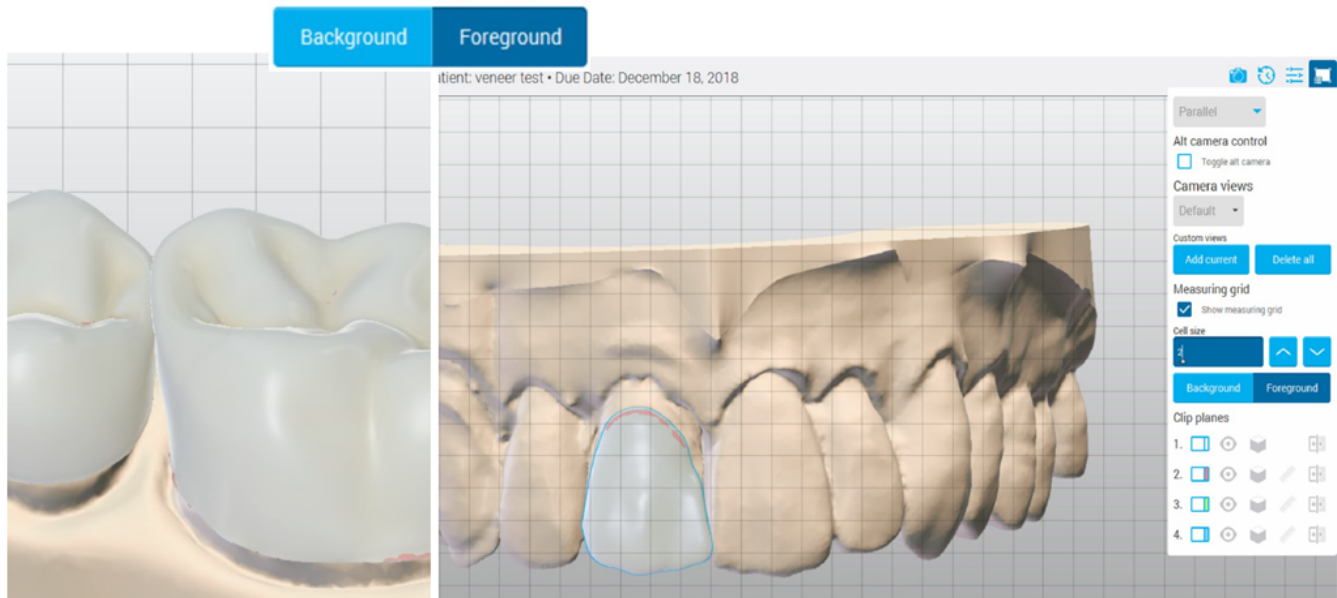 Background Foreground
atient: veneer test • Due Date: December 18, 2018
Parallel
Alt camera control
Toggle alt camera
Camera views
Default
Custom views
Add current Delete all
Measuring grid
Show measuring grid
Cell size
2
Background Foreground
Clip planes
1.
2.
3.
4.